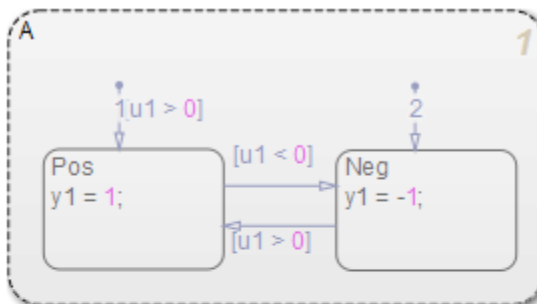 A
1
1[u1 > 0]
2
[u1 < 0]
Pos
y1 = 1;
Neg
y1 = -1;
[u1 > 0]